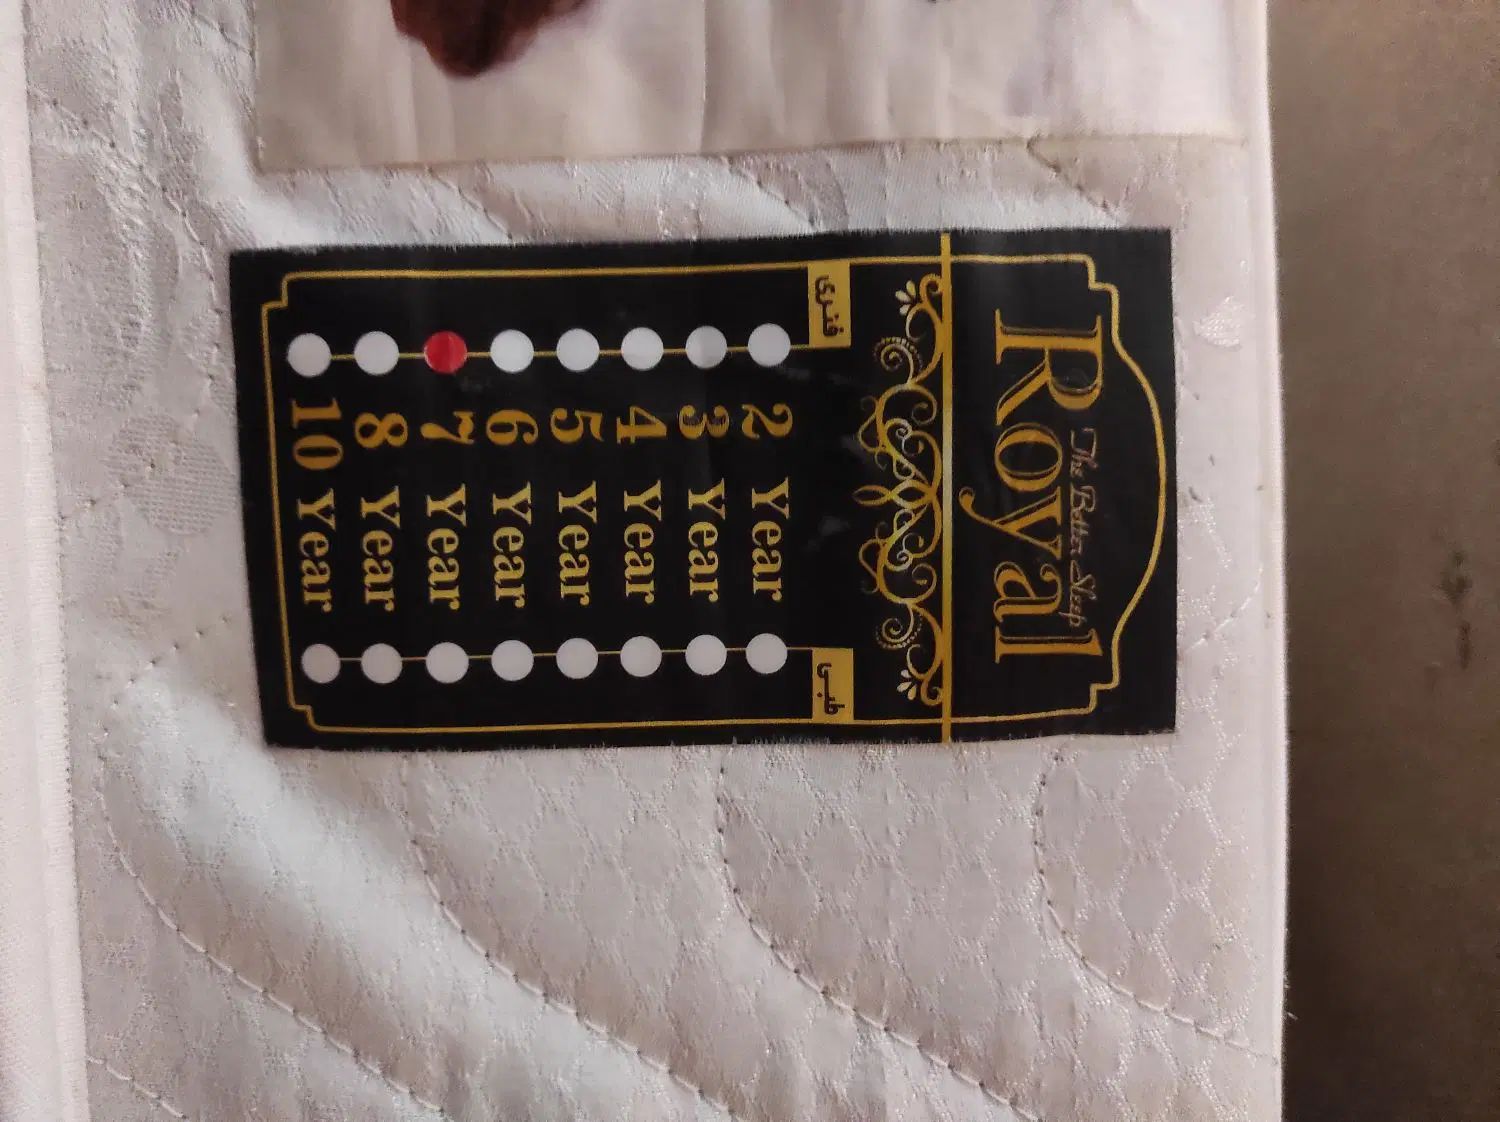 Royal
The Better Sleep
فنری
طبی
2 Year
3 Year
4 Year
5 Year
6 Year
7 Year
8 Year
10 Year